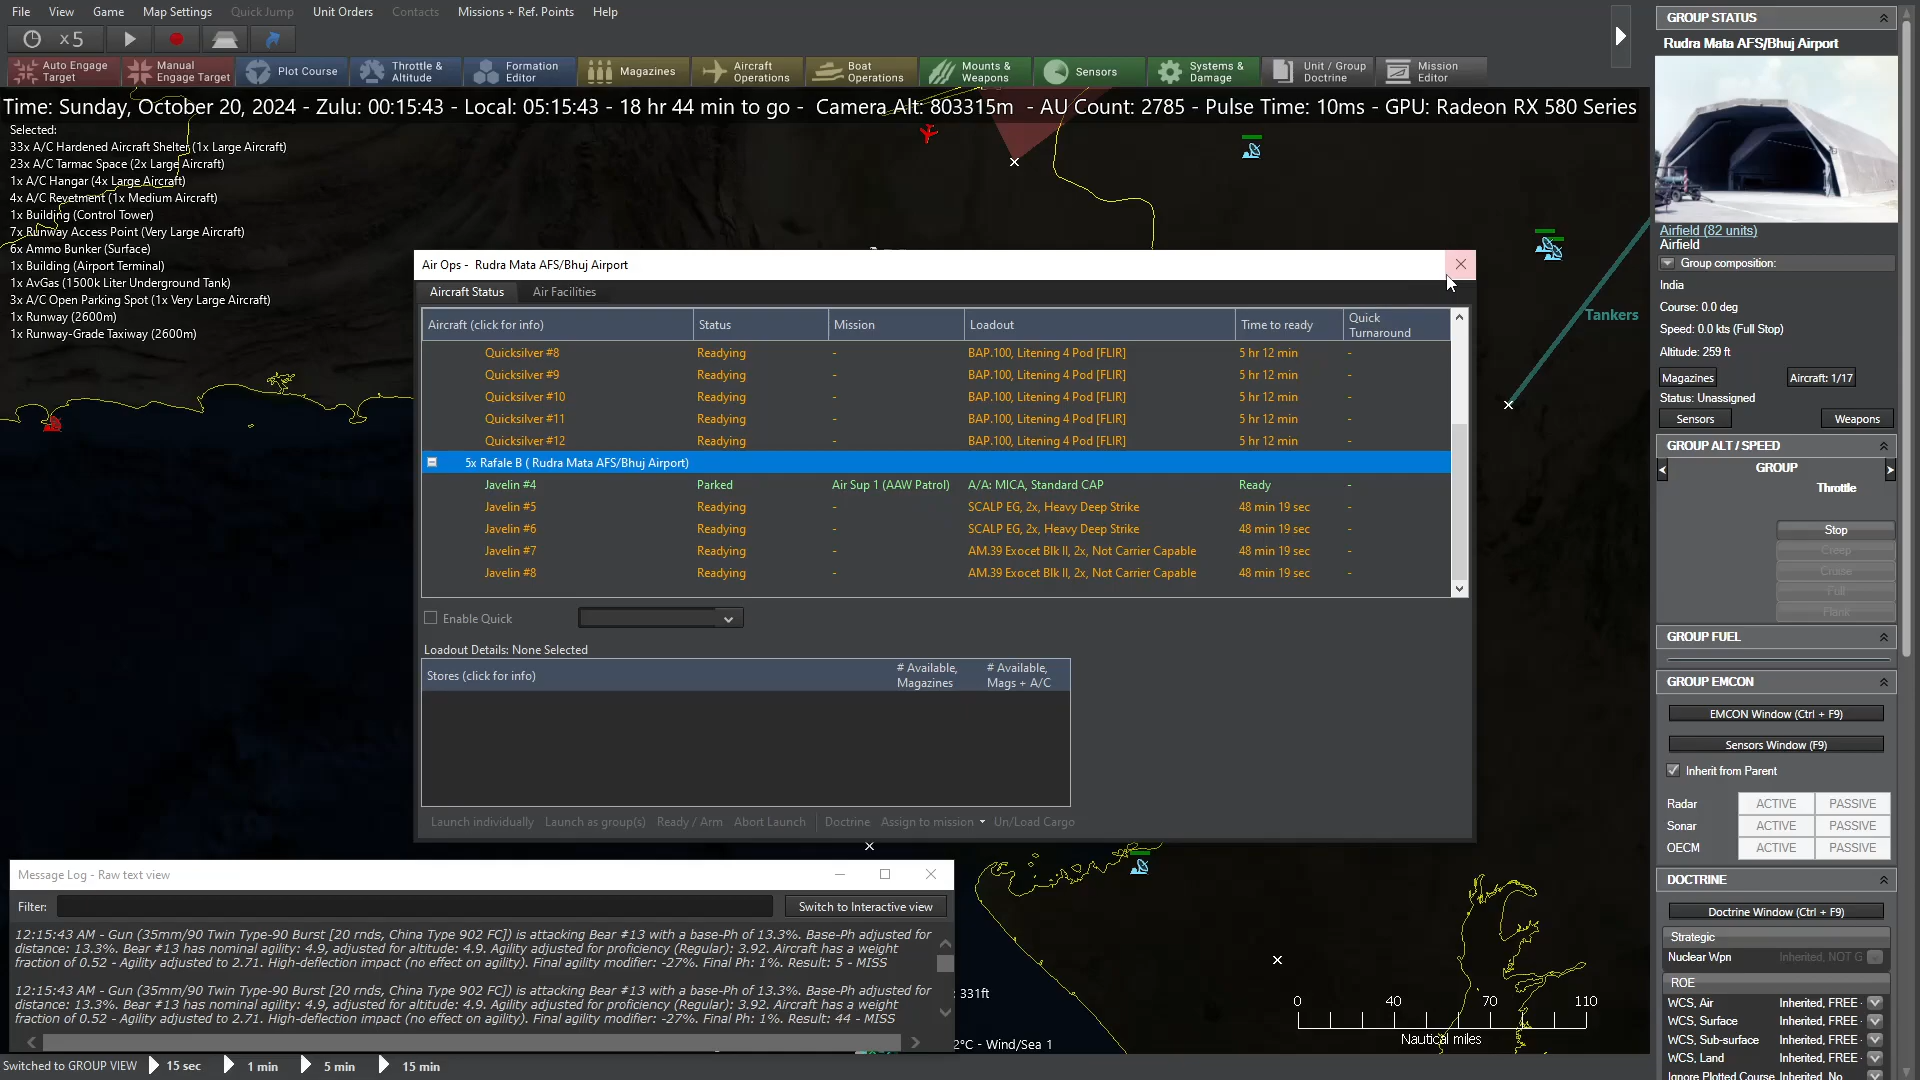 File View Game Map Settings Quick Jump Unit Orders Contacts Missions + Ref. Points Help
x 5
Auto Engage Target
Manual Engage Target
Plot Course
Throttle & Altitude
Formation Editor
Magazines
Aircraft Operations
Boat Operations
Mounts & Weapons
Sensors
Systems & Damage
Unit / Group Doctrine
Mission Editor
Time: Sunday, October 20, 2024 - Zulu: 00:15:43 - Local: 05:15:43 - 18 hr 44 min to go - Camera Alt: 803315m - AU Count: 2785 - Pulse Time: 10ms - GPU: Radeon RX 580 Series
Selected:
33x A/C Hardened Aircraft Shelter (1x Large Aircraft)
23x A/C Tarmac Space (2x Large Aircraft)
1x A/C Hangar (4x Large Aircraft)
4x A/C Revetment (1x Medium Aircraft)
1x Building (Control Tower)
7x Runway Access Point (Very Large Aircraft)
6x Ammo Bunker (Surface)
1x Building (Airport Terminal)
1x AvGas (1500k Liter Underground Tank)
3x A/C Open Parking Spot (1x Very Large Aircraft)
1x Runway (2600m)
1x Runway-Grade Taxiway (2600m)
Tankers
Air Ops - Rudra Mata AFS/Bhuj Airport
Aircraft Status Air Facilities
Aircraft (click for info) Status Mission Loadout Time to ready Quick Turnaround
Quicksilver #8 Readying - BAP.100, Litening 4 Pod [FLIR] 5 hr 12 min -
Quicksilver #9 Readying - BAP.100, Litening 4 Pod [FLIR] 5 hr 12 min -
Quicksilver #10 Readying - BAP.100, Litening 4 Pod [FLIR] 5 hr 12 min -
Quicksilver #11 Readying - BAP.100, Litening 4 Pod [FLIR] 5 hr 12 min -
Quicksilver #12 Readying - BAP.100, Litening 4 Pod [FLIR] 5 hr 12 min -
5x Rafale B ( Rudra Mata AFS/Bhuj Airport)
Javelin #4 Parked Air Sup 1 (AAW Patrol) A/A: MICA, Standard CAP Ready -
Javelin #5 Readying - SCALP EG, 2x, Heavy Deep Strike 48 min 19 sec -
Javelin #6 Readying - SCALP EG, 2x, Heavy Deep Strike 48 min 19 sec -
Javelin #7 Readying - AM.39 Exocet Blk II, 2x, Not Carrier Capable 48 min 19 sec -
Javelin #8 Readying - AM.39 Exocet Blk II, 2x, Not Carrier Capable 48 min 19 sec -
Enable Quick
Loadout Details: None Selected
Stores (click for info) # Available, Magazines # Available, Mags + A/C
Launch individually Launch as group(s) Ready / Arm Abort Launch Doctrine Assign to mission Un/Load Cargo
Message Log - Raw text view
Filter: Switch to Interactive view
12:15:43 AM - Gun (35mm/90 Twin Type-90 Burst [20 rnds, China Type 902 FC]) is attacking Bear #13 with a base-Ph of 13.3%. Base-Ph adjusted for
distance: 13.3%. Bear #13 has nominal agility: 4.9, adjusted for altitude: 4.9. Agility adjusted for proficiency (Regular): 3.92. Aircraft has a weight
fraction of 0.52 - Agility adjusted to 2.71. High-deflection impact (no effect on agility). Final agility modifier: -27%. Final Ph: 1%. Result: 5 - MISS
12:15:43 AM - Gun (35mm/90 Twin Type-90 Burst [20 rnds, China Type 902 FC]) is attacking Bear #13 with a base-Ph of 13.3%. Base-Ph adjusted for
distance: 13.3%. Bear #13 has nominal agility: 4.9, adjusted for altitude: 4.9. Agility adjusted for proficiency (Regular): 3.92. Aircraft has a weight
fraction of 0.52 - Agility adjusted to 2.71. High-deflection impact (no effect on agility). Final agility modifier: -27%. Final Ph: 1%. Result: 44 - MISS
: 331ft
2°C - Wind/Sea 1
0 40 70 110
Nautical miles
Switched to GROUP VIEW 15 sec 1 min 5 min 15 min
GROUP STATUS
Rudra Mata AFS/Bhuj Airport
Airfield (82 units)
Airfield
Group composition:
India
Course: 0.0 deg
Speed: 0.0 kts (Full Stop)
Altitude: 259 ft
Magazines Aircraft: 1/17
Status: Unassigned
Sensors Weapons
GROUP ALT / SPEED
GROUP
Throttle
Stop
Creep
Cruise
Full
Flank
GROUP FUEL
GROUP EMCON
EMCON Window (Ctrl + F9)
Sensors Window (F9)
Inherit from Parent
Radar ACTIVE PASSIVE
Sonar ACTIVE PASSIVE
OECM ACTIVE PASSIVE
DOCTRINE
Doctrine Window (Ctrl + F9)
Strategic
Nuclear Wpn Inherited, NOT G
ROE
WCS, Air Inherited, FREE
WCS, Surface Inherited, FREE
WCS, Sub-surface Inherited, FREE
WCS, Land Inherited, FREE
Ignore Plotted Course Inherited, No